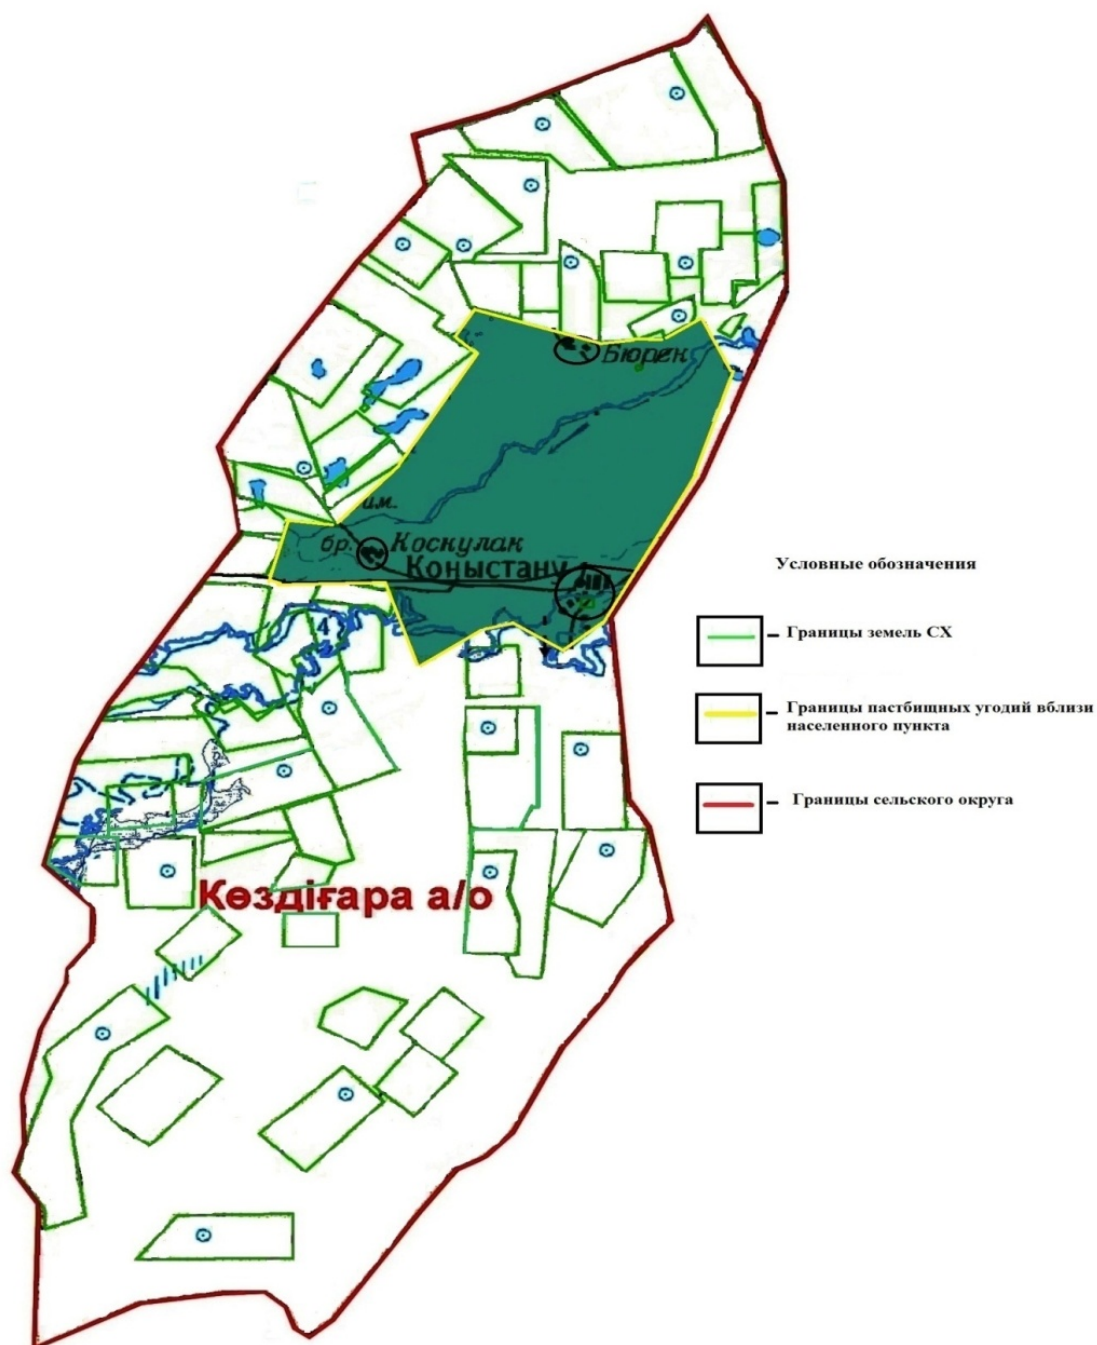 Бюрек
им.
бр. Коскулак
Коныстану
Условные обозначения
4
- Границы земель СХ
- Границы пастбищных угодий вблизи
населенного пункта
- Границы сельского округа
Көздіғара а/о